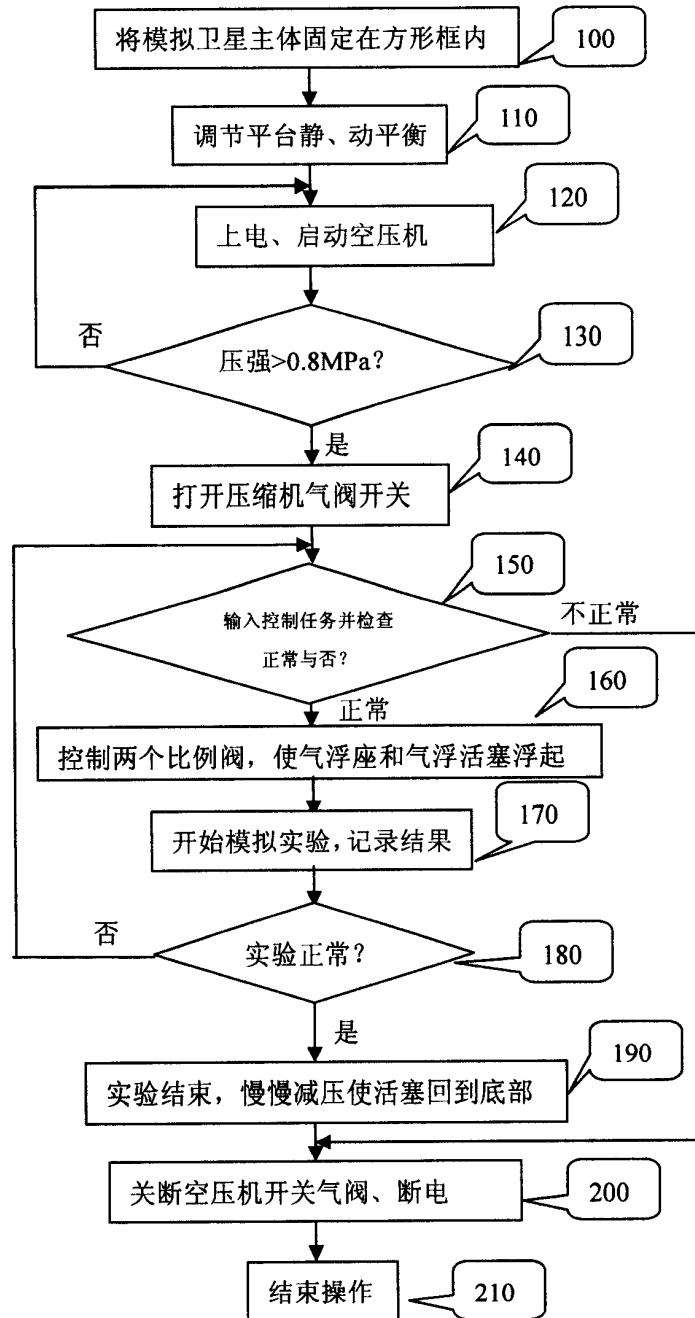 将模拟卫星主体固定在方形框内
100
调节平台静、动平衡
110
上电、启动空压机
120
否
压强>0.8MPa?
130
是
打开压缩机气阀开关
140
输入控制任务并检查
正常与否?
150
不正常
正常
160
控制两个比例阀，使气浮座和气浮活塞浮起
开始模拟实验,记录结果
170
否
实验正常?
180
是
实验结束，慢慢减压使活塞回到底部
190
关断空压机开关气阀、断电
200
结束操作
210